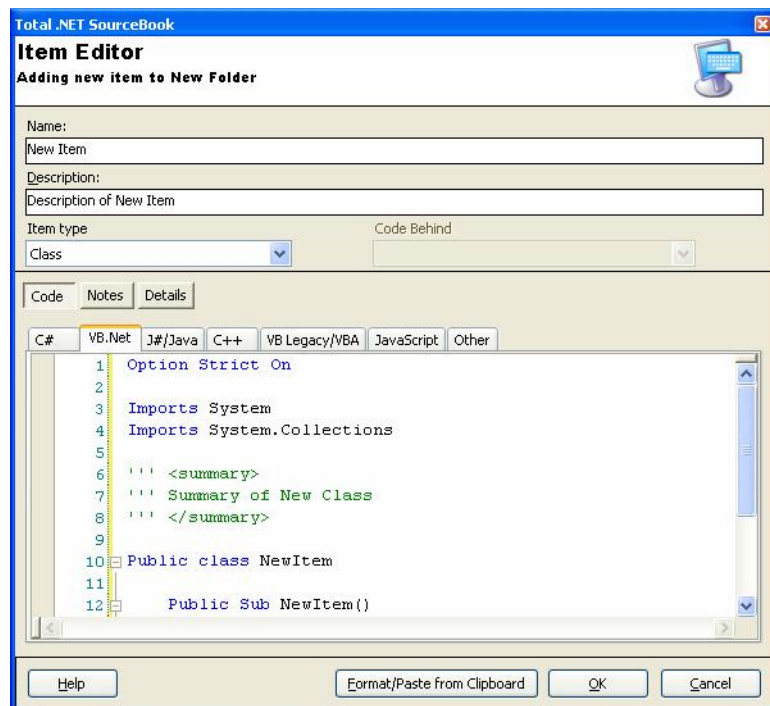 Total .NET SourceBook
Item Editor
Adding new item to New Folder
Name:
New Item
Description:
Description of New Item
Item type
Code Behind
Class
Code Notes Details
C# VB.Net J#/Java C++ VB Legacy/VBA JavaScript Other
1 Option Strict On
2
3 Imports System
4 Imports System.Collections
5
6 ''' <summary>
7 ''' Summary of New Class
8 ''' </summary>
9
10 Public class NewItem
11
12 Public Sub NewItem()
Help Format/Paste from Clipboard OK Cancel